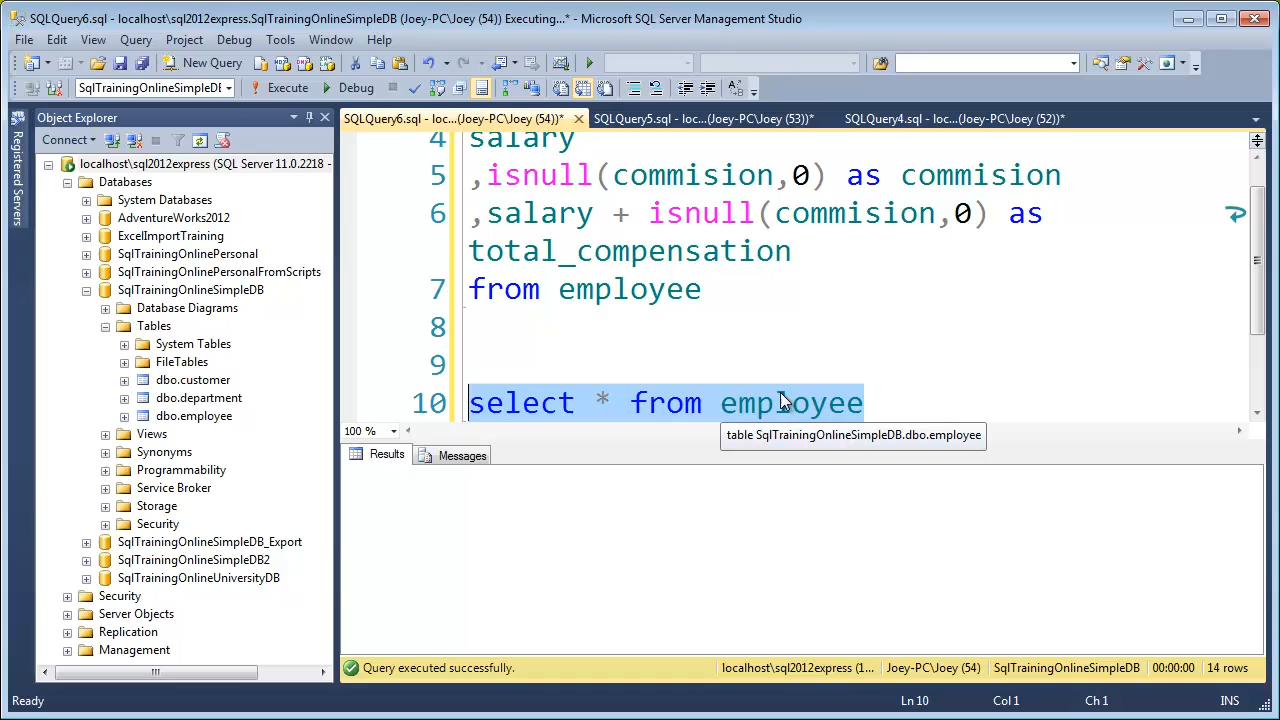 SQLQuery6.sql - localhost\sql2012express.SqlTrainingOnlineSimpleDB (Joey-PC\Joey (54)) Executing...* - Microsoft SQL Server Management Studio
File Edit View Query Project Debug Tools Window Help
New Query
SqlTrainingOnlineSimpleDE Execute Debug
Registered Servers
Object Explorer
Connect
localhost\sql2012express (SQL Server 11.0.2218 -
Databases
System Databases
AdventureWorks2012
ExcelImportTraining
SqlTrainingOnlinePersonal
SqlTrainingOnlinePersonalFromScripts
SqlTrainingOnlineSimpleDB
Database Diagrams
Tables
System Tables
FileTables
dbo.customer
dbo.department
dbo.employee
Views
Synonyms
Programmability
Service Broker
Storage
Security
SqlTrainingOnlineSimpleDB_Export
SqlTrainingOnlineSimpleDB2
SqlTrainingOnlineUniversityDB
Security
Server Objects
Replication
Management
SQLQuery6.sql - loc...(Joey-PC\Joey (54))* SQLQuery5.sql - loc...(Joey-PC\Joey (53))* SQLQuery4.sql - loc...(Joey-PC\Joey (52))*
4 salary
5 ,isnull(commision,0) as commision
6 ,salary + isnull(commision,0) as
total_compensation
7 from employee
8
9
10 select * from employee
table SqlTrainingOnlineSimpleDB.dbo.employee
100 %
Results Messages
Query executed successfully. localhost\sql2012express (1... Joey-PC\Joey (54) SqlTrainingOnlineSimpleDB 00:00:00 14 rows
Ready Ln 10 Col 1 Ch 1 INS